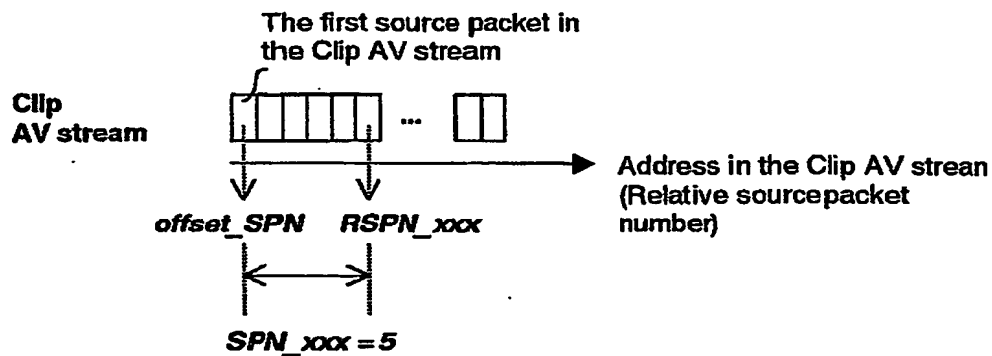 The first source packet in
the Clip AV stream
Clip
AV stream
...
Address in the Clip AV strean
(Relative sourcepacket
number)
offset_SPN
RSPN_xxx
SPN_xxx = 5